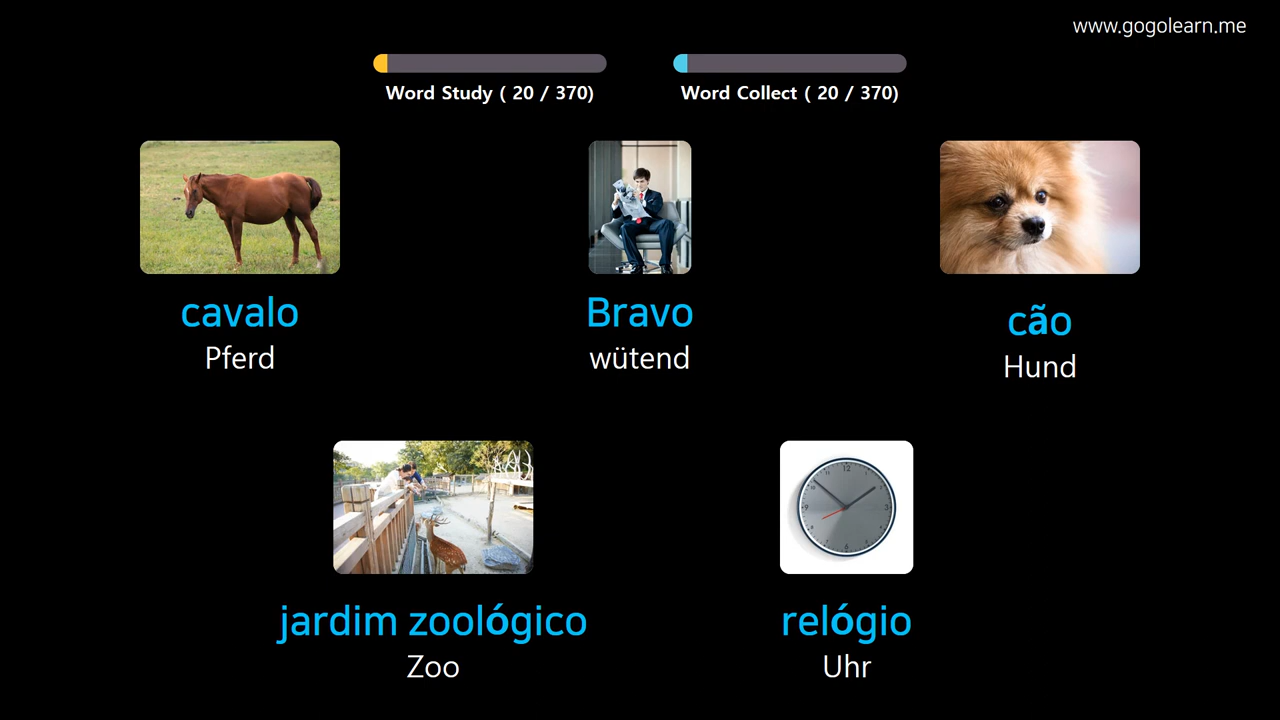 www.gogolearn.me
Word Study ( 20 / 370)
Word Collect ( 20 / 370)
cavalo
Pferd
Bravo
wütend
cão
Hund
jardim zoológico
Zoo
relógio
Uhr